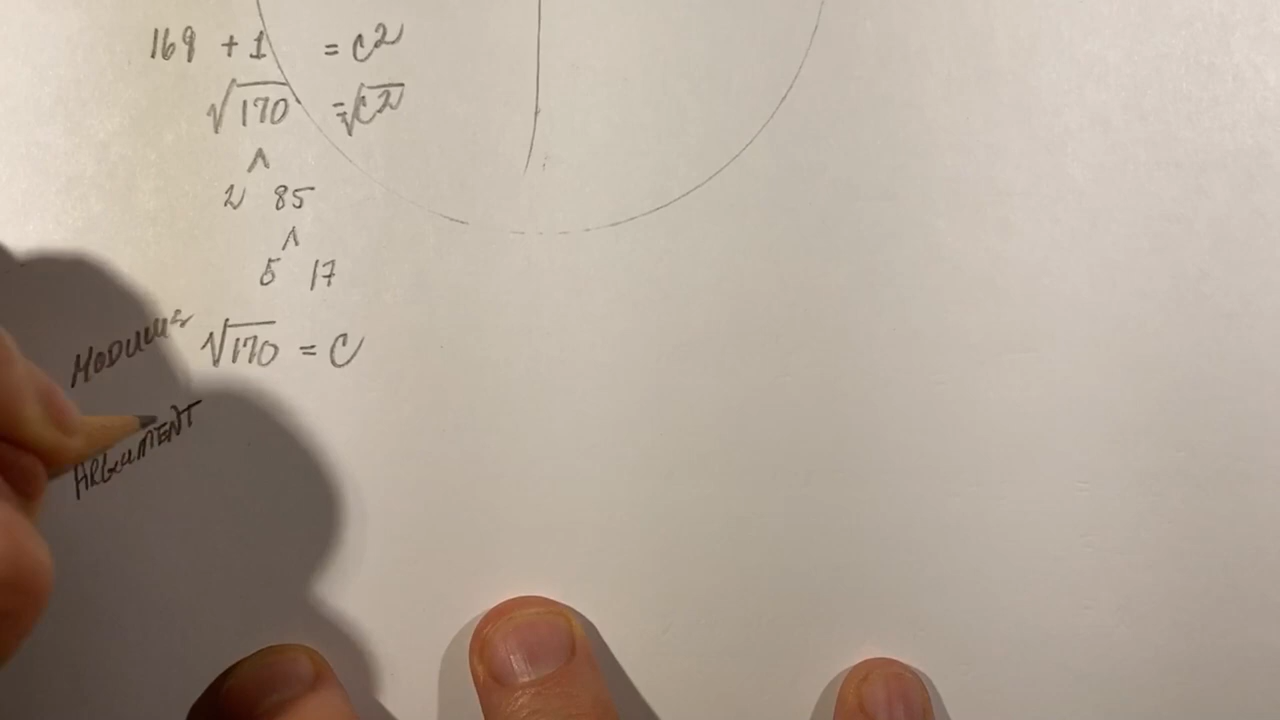 169 + 1 = c2
√170 = √c2
2 85
5 17
MODULUS √170 = C
ARGUMENT